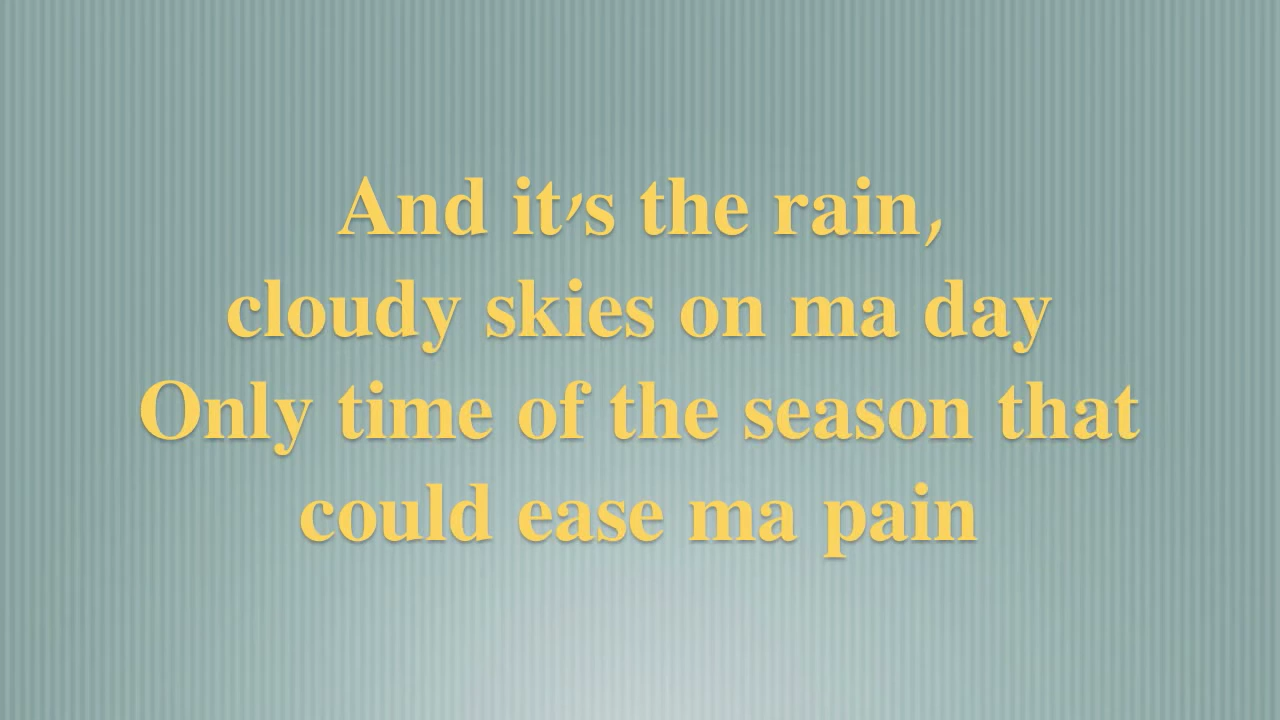 And it's the rain,
cloudy skies on ma day
Only time of the season that
could ease ma pain